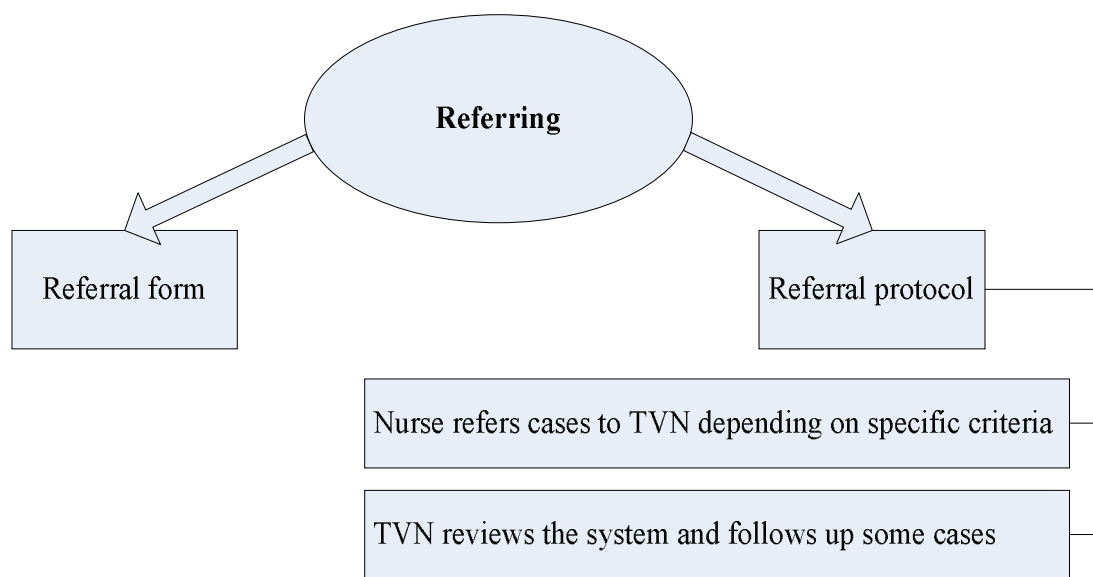 Referring
Referral form
Referral protocol
Nurse refers cases to TVN depending on specific criteria
TVN reviews the system and follows up some cases